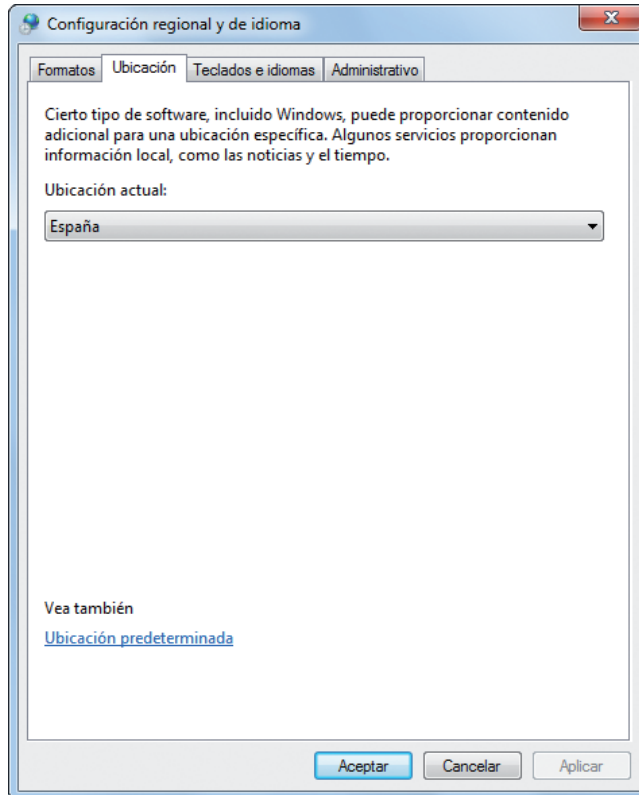 Configuración regional y de idioma
Formatos Ubicación Teclados e idiomas Administrativo
Cierto tipo de software, incluido Windows, puede proporcionar contenido
adicional para una ubicación específica. Algunos servicios proporcionan
información local, como las noticias y el tiempo.
Ubicación actual:
España
Vea también
Ubicación predeterminada
Aceptar Cancelar Aplicar